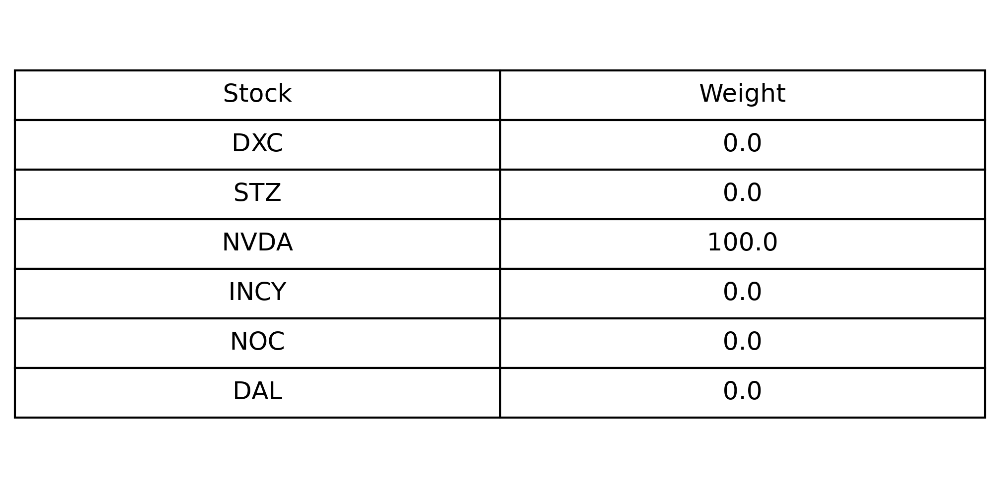 Stock Weight
DXC 0.0
STZ 0.0
NVDA 100.0
INCY 0.0
NOC 0.0
DAL 0.0